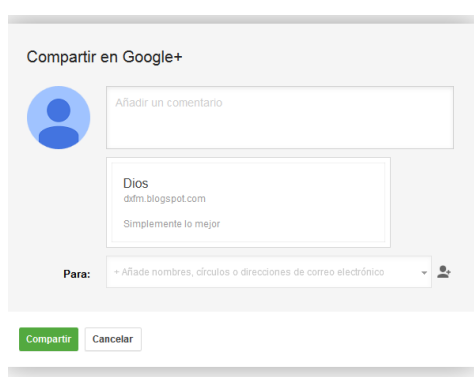 Compartir en Google+
Añadir un comentario
Dios
dxfm.blogspot.com
Simplemente lo mejor
Para:
+ Añade nombres, círculos o direcciones de correo electrónico
Compartir
Cancelar